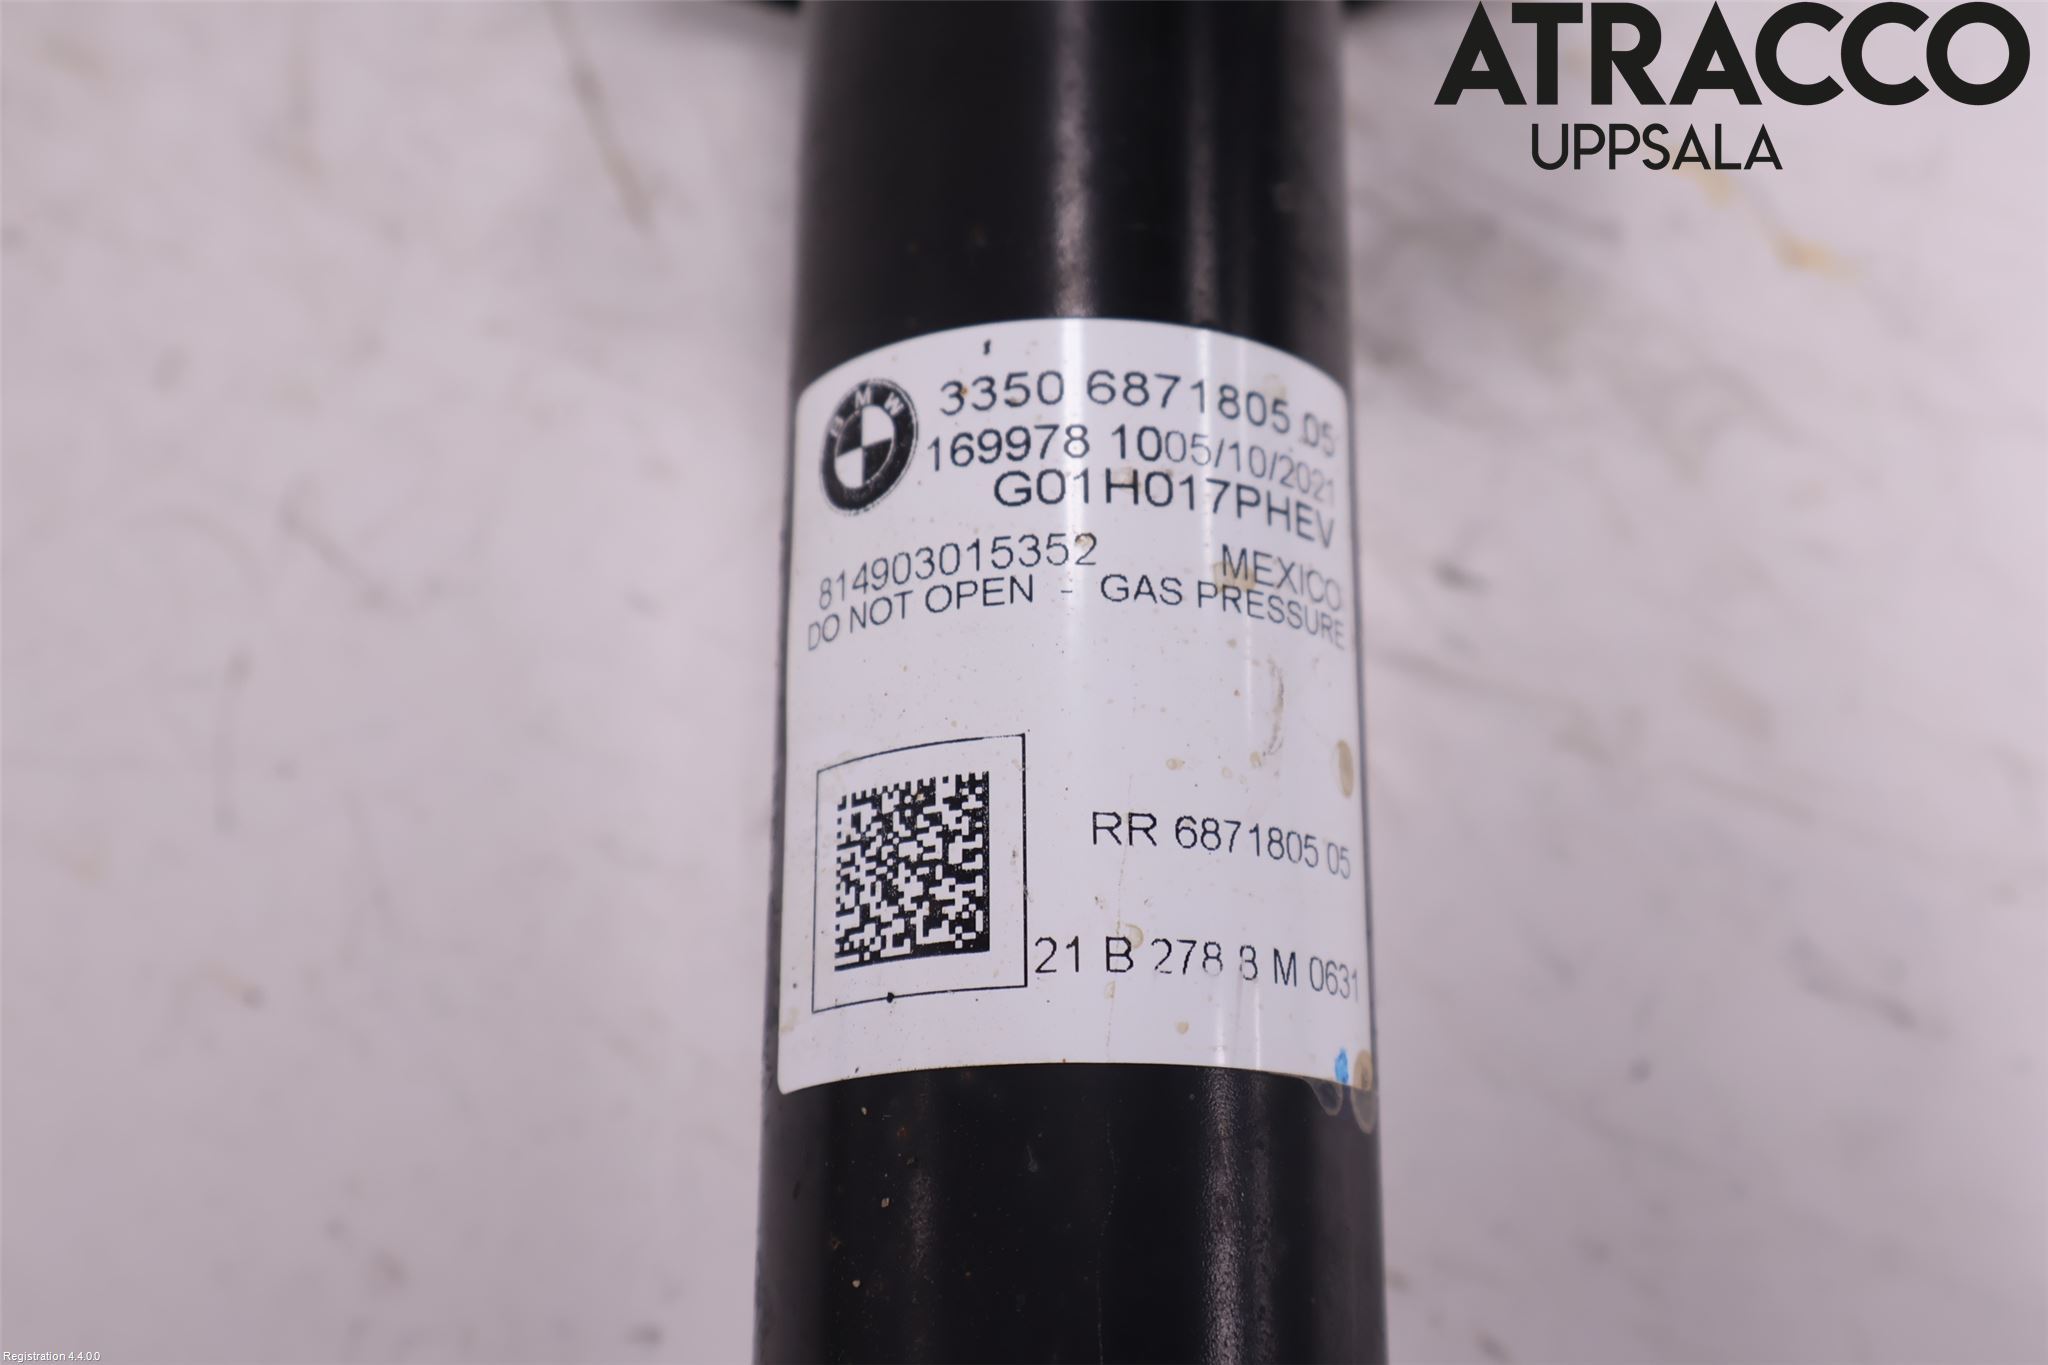 ATRACCO
UPPSALA
BMW
3350 6871805 05
169978 1005/10/2021
G01H017PHEV
814903015352 MEXICO
DO NOT OPEN - GAS PRESSURE
RR 6871805 05
21 B 278 3 M 0631
Registration 4.4.0.0